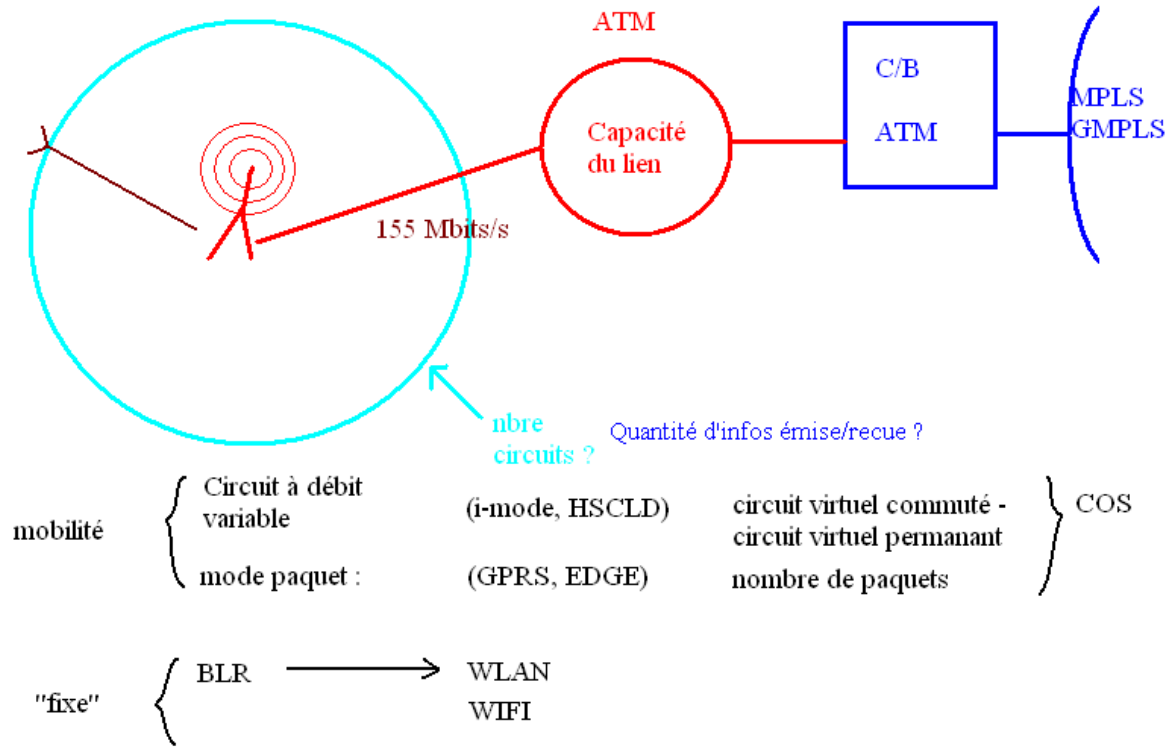 ATM
C/B
ATM
MPLS
GMPLS
Capacité
du lien
155 Mbits/s
nbre
circuits ?
Quantité d'infos émise/recue ?
mobilité
Circuit à débit
variable
(i-mode, HSCLD)
circuit virtuel commuté -
circuit virtuel permanant
COS
mode paquet :
(GPRS, EDGE)
nombre de paquets
"fixe"
BLR
WLAN
WIFI